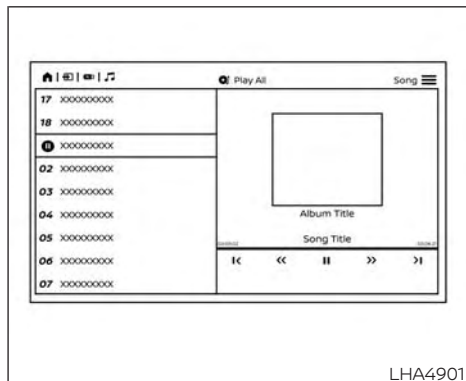 Play All
Song
17 XXXXXXXXX
18 XXXXXXXXX
XXXXXXXXX
02 XXXXXXXXX
03 XXXXXXXXX
04 XXXXXXXXX
05 XXXXXXXXX
06 XXXXXXXXX
07 XXXXXXXXX
Album Title
Song Title
LHA4901